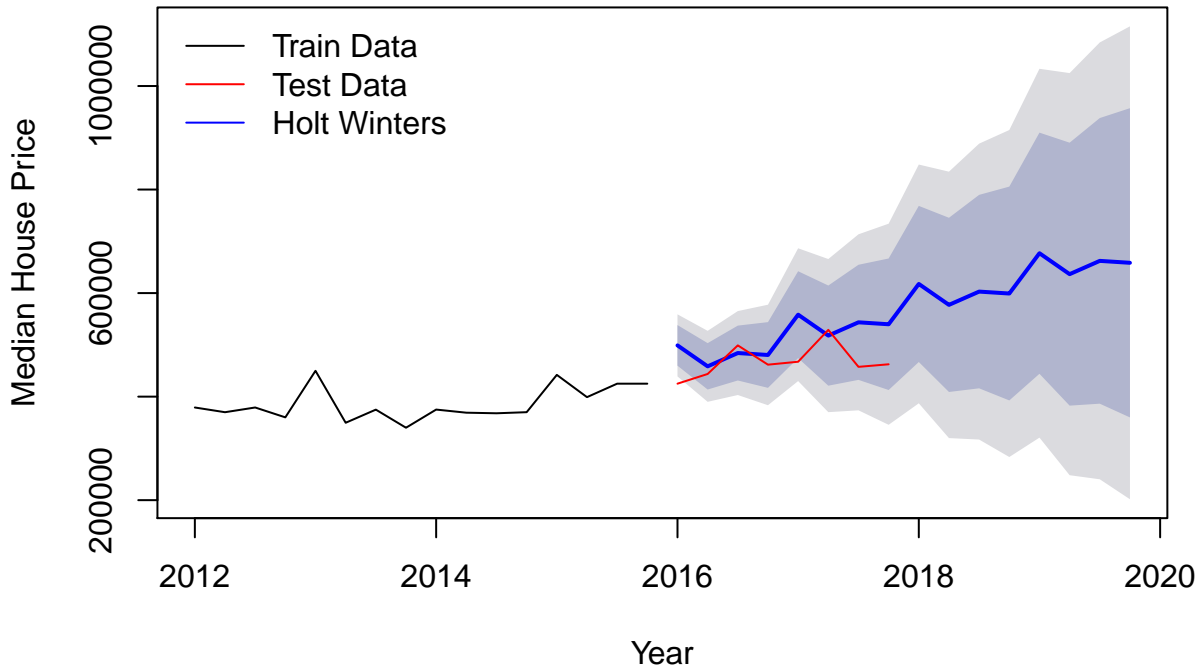 Train Data
Test Data
Holt Winters
Median House Price
1000000
600000
200000
2012
2014
2016
2018
2020
Year